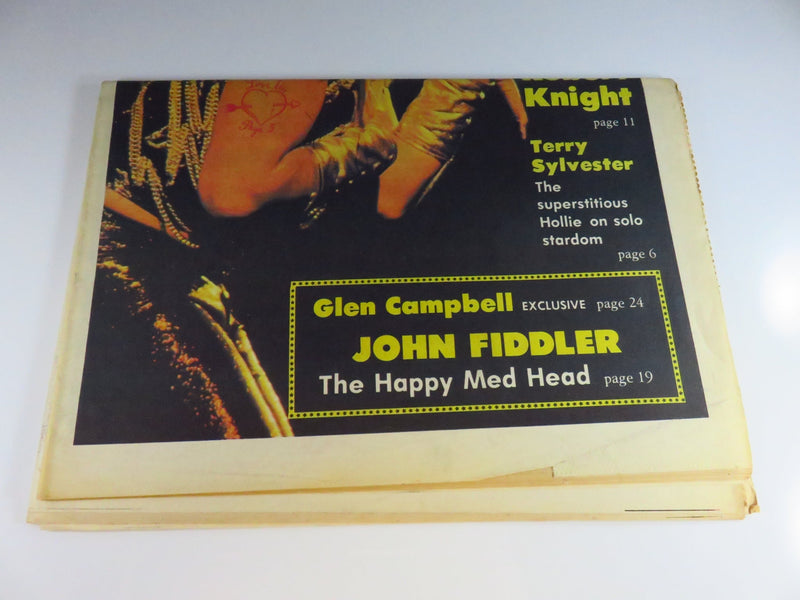 Knight
page 11
Terry
Sylvester
The
superstitious
Hollie on solo
stardom
page 6
Glen Campbell EXCLUSIVE page 24
JOHN FIDDLER
The Happy Med Head page 19